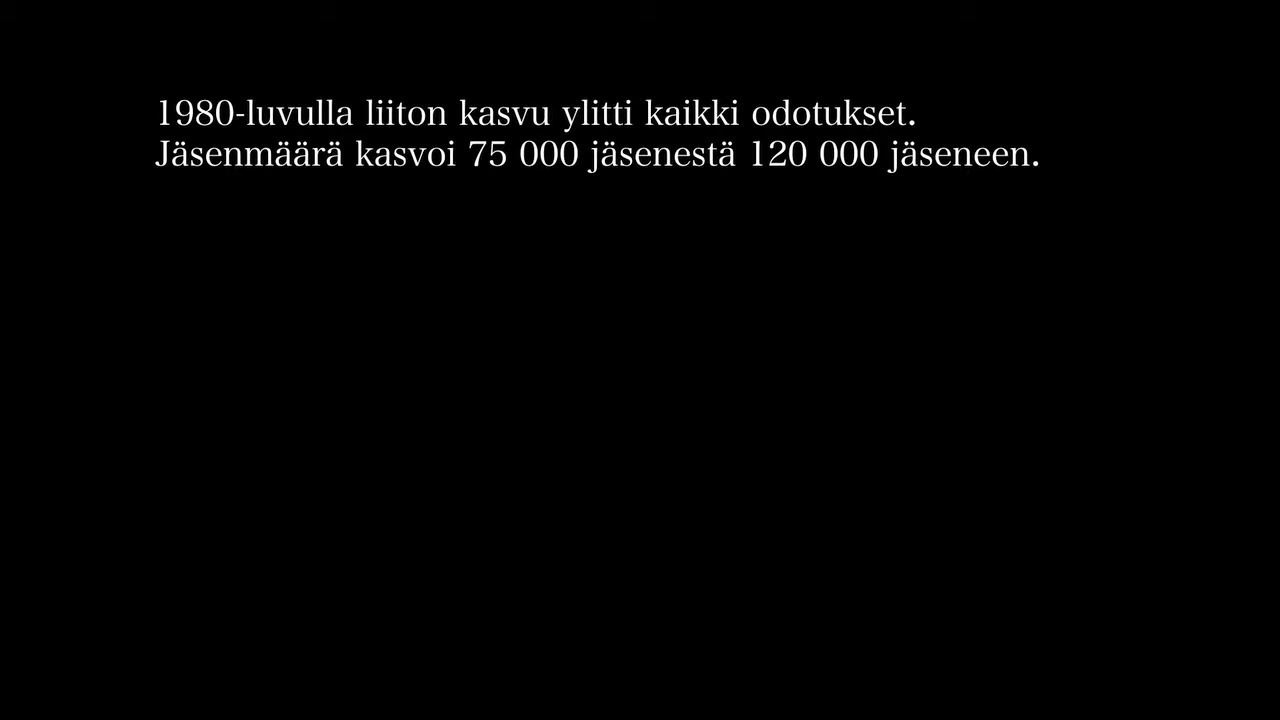 1980-luvulla liiton kasvu ylitti kaikki odotukset.
Jäsenmäärä kasvoi 75 000 jäsenestä 120 000 jäseneen.